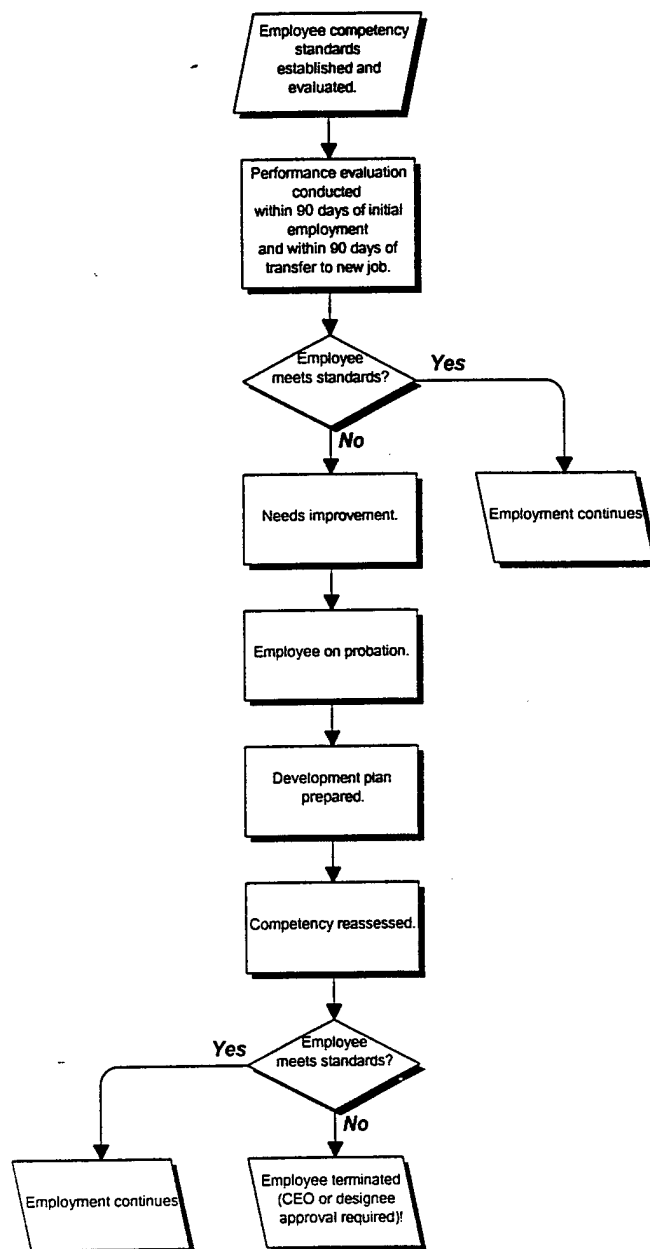 Employee competency
standards
established and
evaluated.
Performance evaluation
conducted
within 90 days of initial
employment
and within 90 days of
transfer to new job.
Employee
meets standards?
Yes
No
Needs improvement.
Employment continues
Employee on probation.
Development plan
prepared.
Competency reassessed.
Employee
meets standards?
Yes
No
Employment continues
Employee terminated
(CEO or designee
approval required)!